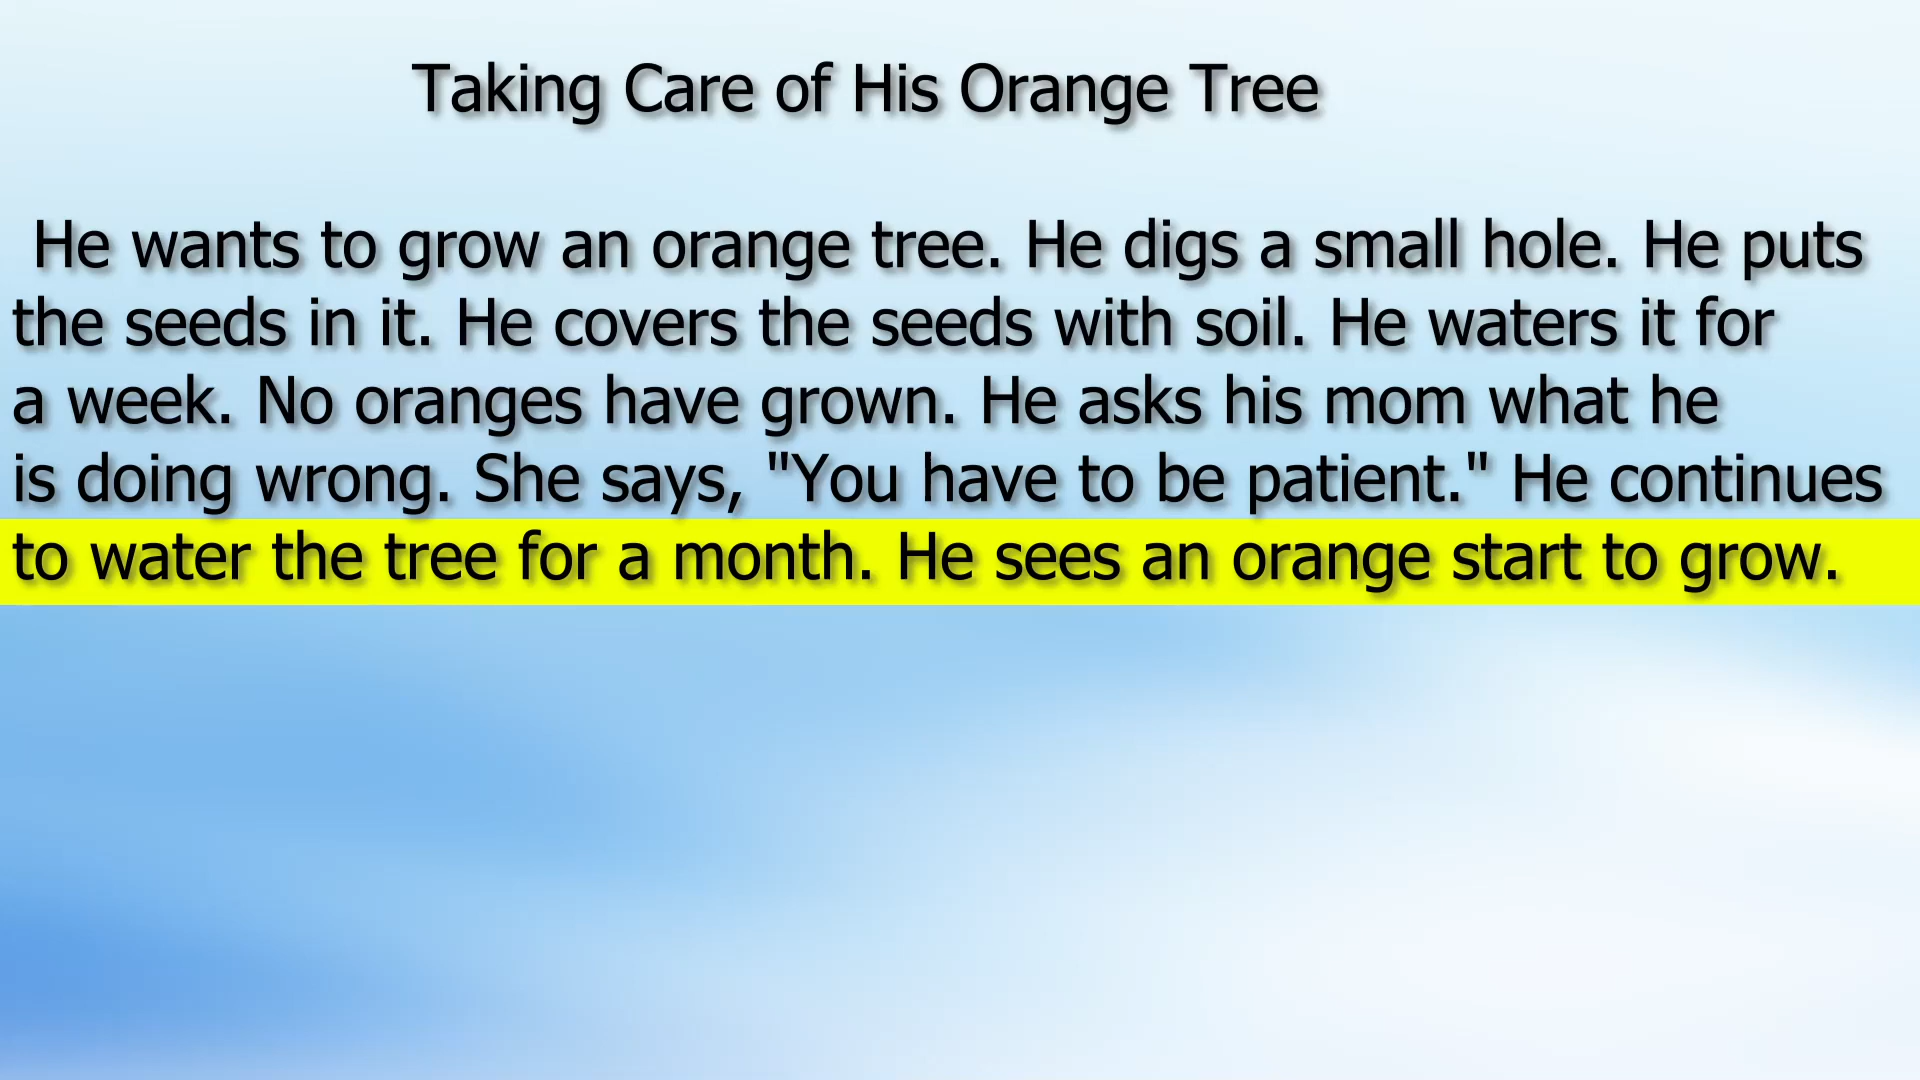 Taking Care of His Orange Tree
He wants to grow an orange tree. He digs a small hole. He puts
the seeds in it. He covers the seeds with soil. He waters it for
a week. No oranges have grown. He asks his mom what he
is doing wrong. She says, "You have to be patient." He continues
to water the tree for a month. He sees an orange start to grow.